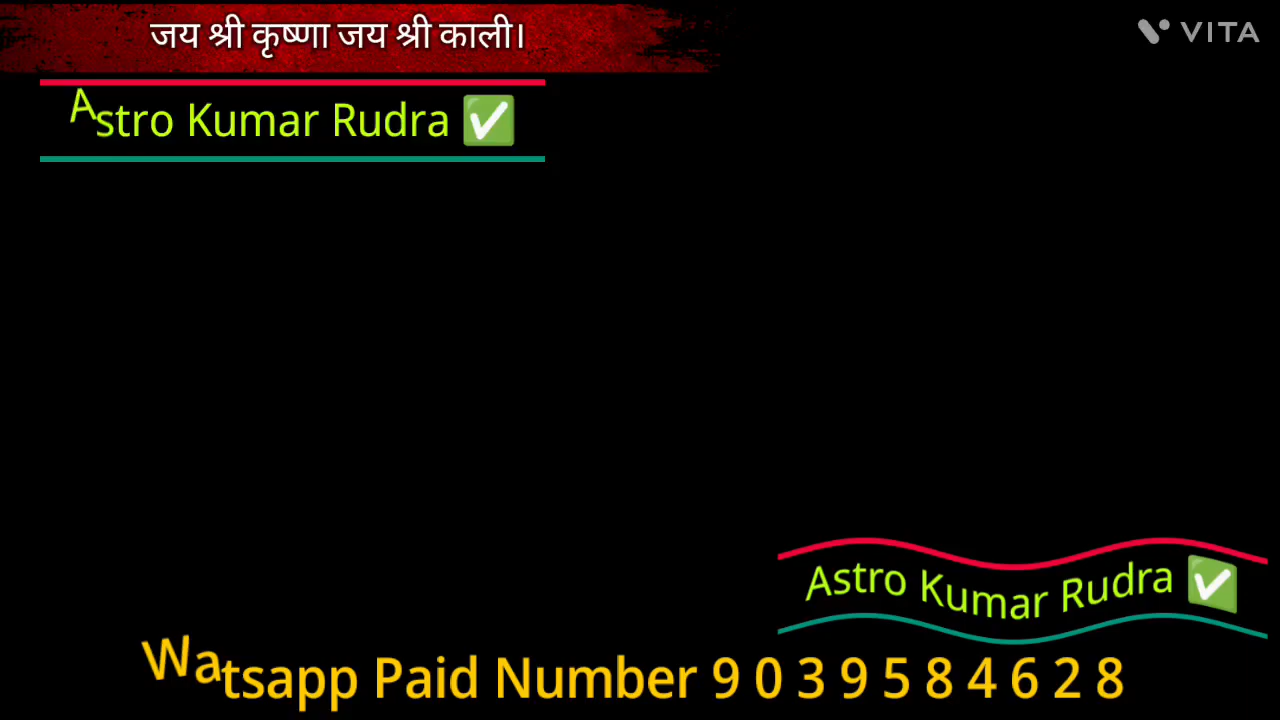 जय श्री कृष्णा जय श्री काली।
VITA
Astro Kumar Rudra ✅
Astro Kumar Rudra ✅
Watsapp Paid Number 9 0 3 9 5 8 4 6 2 8